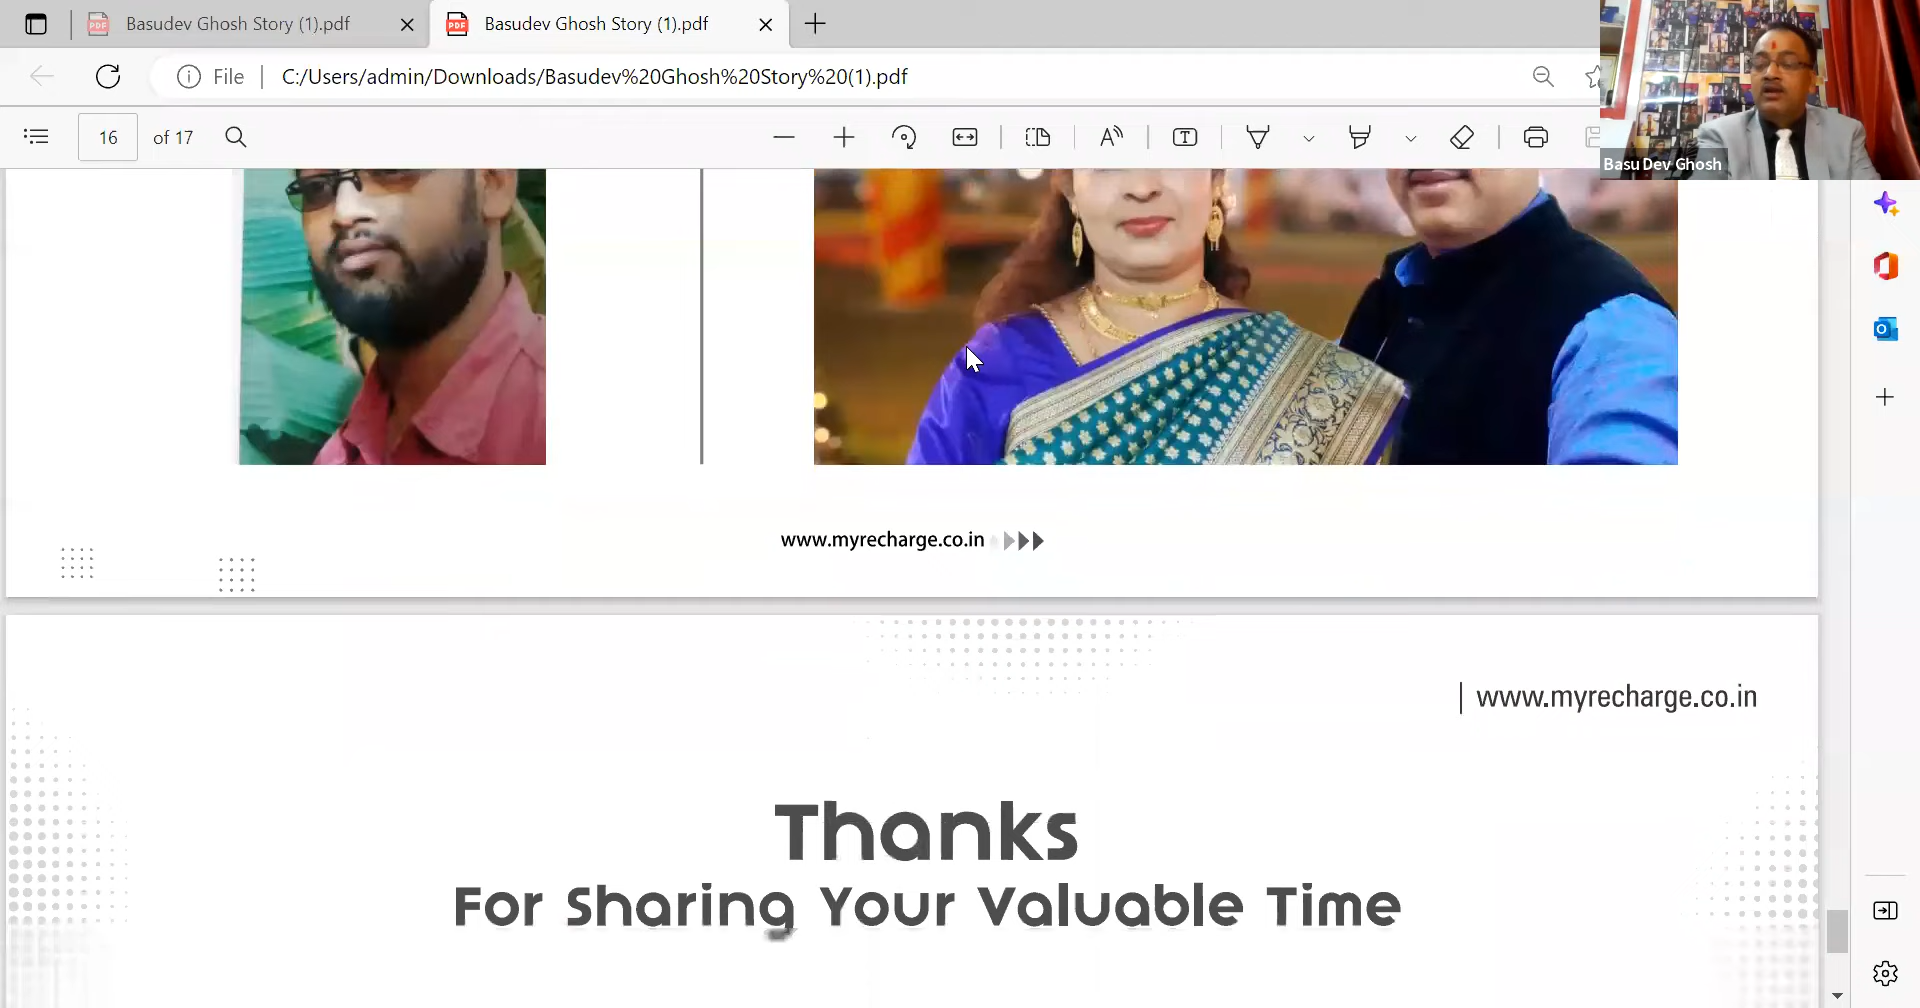 Basudev Ghosh Story (1).pdf
Basudev Ghosh Story (1).pdf
File
C:/Users/admin/Downloads/Basudev%20Ghosh%20Story%20(1).pdf
16 of 17
Basu Dev Ghosh
www.myrecharge.co.in
www.myrecharge.co.in
Thanks
For Sharing Your Valuable Time